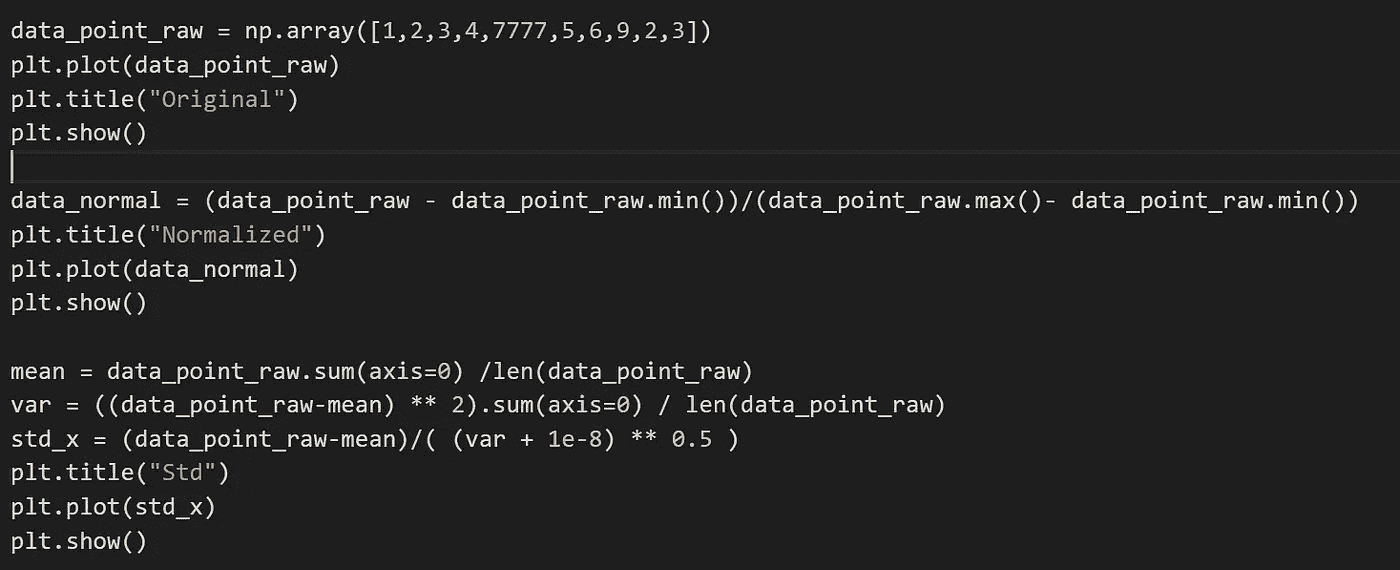 data_point_raw = np.array([1,2,3,4,7777,5,6,9,2,3])
plt.plot(data_point_raw)
plt.title("Original")
plt.show()
data_normal = (data_point_raw - data_point_raw.min())/(data_point_raw.max()- data_point_raw.min())
plt.title("Normalized")
plt.plot(data_normal)
plt.show()
mean = data_point_raw.sum(axis=0) /len(data_point_raw)
var = ((data_point_raw-mean) ** 2).sum(axis=0) / len(data_point_raw)
std_x = (data_point_raw-mean)/( (var + 1e-8) ** 0.5 )
plt.title("Std")
plt.plot(std_x)
plt.show()